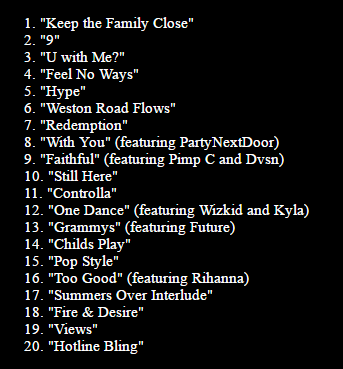 1. "Keep the Family Close"
2. "9"
3. "U with Me?"
4. "Feel No Ways"
5. "Hype"
6. "Weston Road Flows"
7. "Redemption"
8. "With You" (featuring PartyNextDoor)
9. "Faithful" (featuring Pimp C and Dvsn)
10. "Still Here"
11. "Controlla"
12. "One Dance" (featuring Wizkid and Kyla)
13. "Grammys" (featuring Future)
14. "Childs Play"
15. "Pop Style"
16. "Too Good" (featuring Rihanna)
17. "Summers Over Interlude"
18. "Fire & Desire"
19. "Views"
20. "Hotline Bling"